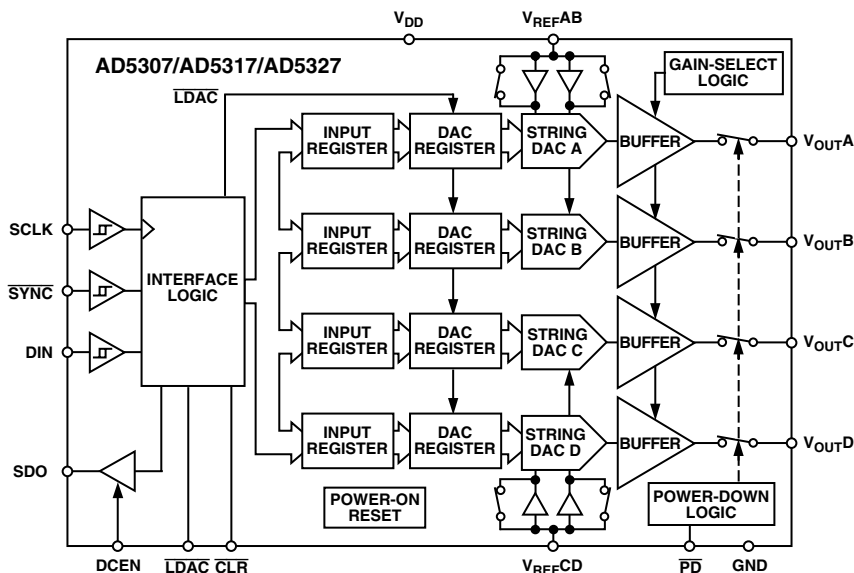 VDD
VREFAB
AD5307/AD5317/AD5327
GAIN-SELECT
LOGIC
LDAC
INPUT
REGISTER
DAC
REGISTER
STRING
DAC A
BUFFER
VOUTA
SCLK
INPUT
REGISTER
DAC
REGISTER
STRING
DAC B
BUFFER
VOUTB
SYNC
INTERFACE
LOGIC
DIN
INPUT
REGISTER
DAC
REGISTER
STRING
DAC C
BUFFER
VOUTC
INPUT
REGISTER
DAC
REGISTER
STRING
DAC D
BUFFER
VOUTD
SDO
POWER-ON
RESET
POWER-DOWN
LOGIC
DCEN
LDAC
CLR
VREFCD
PD
GND